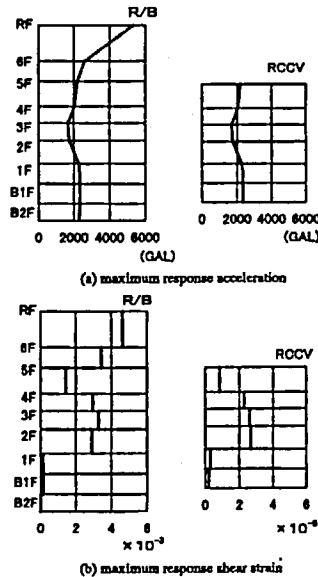 R/B
RF
6F
5F
4F
3F
2F
1F
B1F
B2F
0 2000 4000 6000
(GAL)
RCCV
0 2000 4000 6000
(GAL)
(a) maximum response acceleration
R/B
RF
6F
5F
4F
3F
2F
1F
B1F
B2F
0 2 4 6
× 10⁻³
RCCV
0 2 4 6
(b) maximum response shear strain